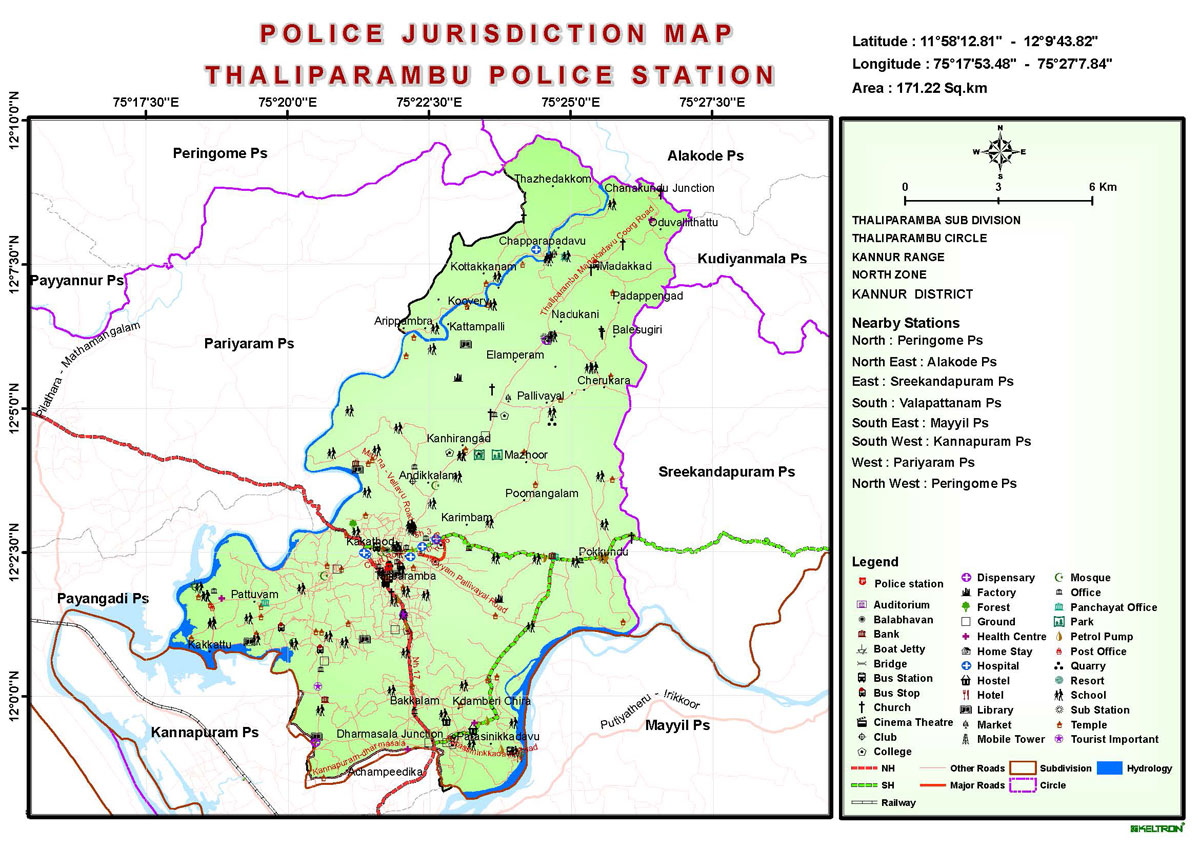 POLICE JURISDICTION MAP
THALIPARAMBU POLICE STATION
Latitude : 11°58'12.81" - 12°9'43.82"
Longitude : 75°17'53.48" - 75°27'7.84"
Area : 171.22 Sq.km
75°17'30"E 75°20'0"E 75°22'30"E 75°25'0"E 75°27'30"E
12°10'0"N
12°7'30"N
12°5'0"N
12°2'30"N
12°0'0"N
Peringome Ps
Alakode Ps
Thazhedakkom
Chanakundu Junction
Oduvallithattu
Chapparapadavu
Thaliparamba Madakadavu Coorg Road
Kudiyanmala Ps
Kottakkanam
Madakkad
Payyannur Ps
Padappengad
Koovery
Nadukani
Arippambra
Kattampalli
Balesugiri
Pilathara - Mathamangalam
Pariyaram Ps
Elamperam
Cherukara
Pallivayal
Kanhirangad
Mazhoor
Sreekandapuram Ps
Andikkalam
Poomangalam
Karimbam
Kakathod
Pokkundu
Taliparamba
Pallivayal Road
Payangadi Ps
Pattuvam
Kakkattu
Nh 17
Bakkalam
Kdamberi Chira
Putiyatheru - Irikkoor
Kannapuram Ps
Mayyil Ps
Dharmasala Junction
Parasinikkadavu
Kannapuram-dharmasala
Achampeedika
N
W E
S
0 3 6 Km
THALIPARAMBA SUB DIVISION
THALIPARAMBU CIRCLE
KANNUR RANGE
NORTH ZONE
KANNUR DISTRICT
Nearby Stations
North : Peringome Ps
North East : Alakode Ps
East : Sreekandapuram Ps
South : Valapattanam Ps
South East : Mayyil Ps
South West : Kannapuram Ps
West : Pariyaram Ps
North West : Peringome Ps
Legend
Police station
Auditorium
Balabhavan
Bank
Boat Jetty
Bridge
Bus Station
Bus Stop
Church
Cinema Theatre
Club
College
Dispensary
Factory
Forest
Ground
Health Centre
Home Stay
Hospital
Hostel
Hotel
Library
Market
Mobile Tower
Mosque
Office
Panchayat Office
Park
Petrol Pump
Post Office
Quarry
Resort
School
Sub Station
Temple
Tourist Important
NH Other Roads Subdivision Hydrology
SH Major Roads Circle
Railway
KELTRON